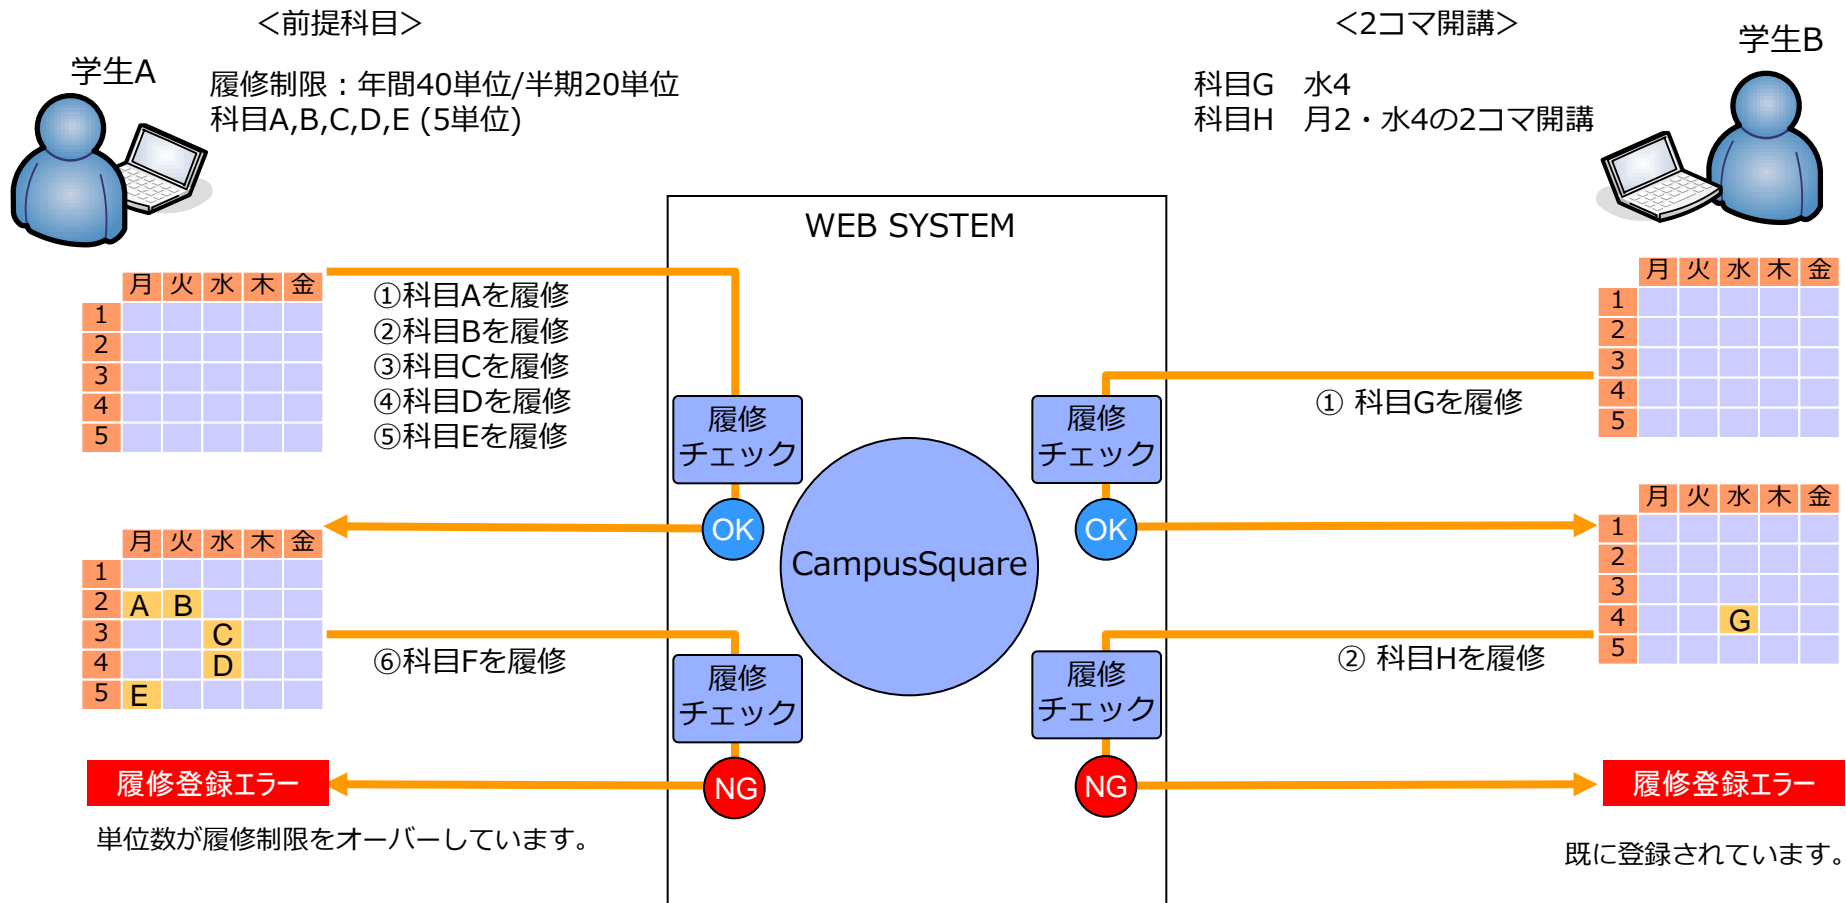 ＜前提科目＞
学生A
履修制限：年間40単位/半期20単位
科目A,B,C,D,E (5単位)
＜2コマ開講＞
学生B
科目G　水4
科目H　月2・水4の2コマ開講
WEB SYSTEM
月 火 水 木 金
1
2
3
4
5
①科目Aを履修
②科目Bを履修
③科目Cを履修
④科目Dを履修
⑤科目Eを履修
履修
チェック
OK
月 火 水 木 金
1
2 A B
3 C
4 D
5 E
⑥科目Fを履修
履修
チェック
NG
履修登録エラー
単位数が履修制限をオーバーしています。
CampusSquare
月 火 水 木 金
1
2
3
4
5
① 科目Gを履修
履修
チェック
OK
月 火 水 木 金
1
2
3
4 G
5
② 科目Hを履修
履修
チェック
NG
履修登録エラー
既に登録されています。